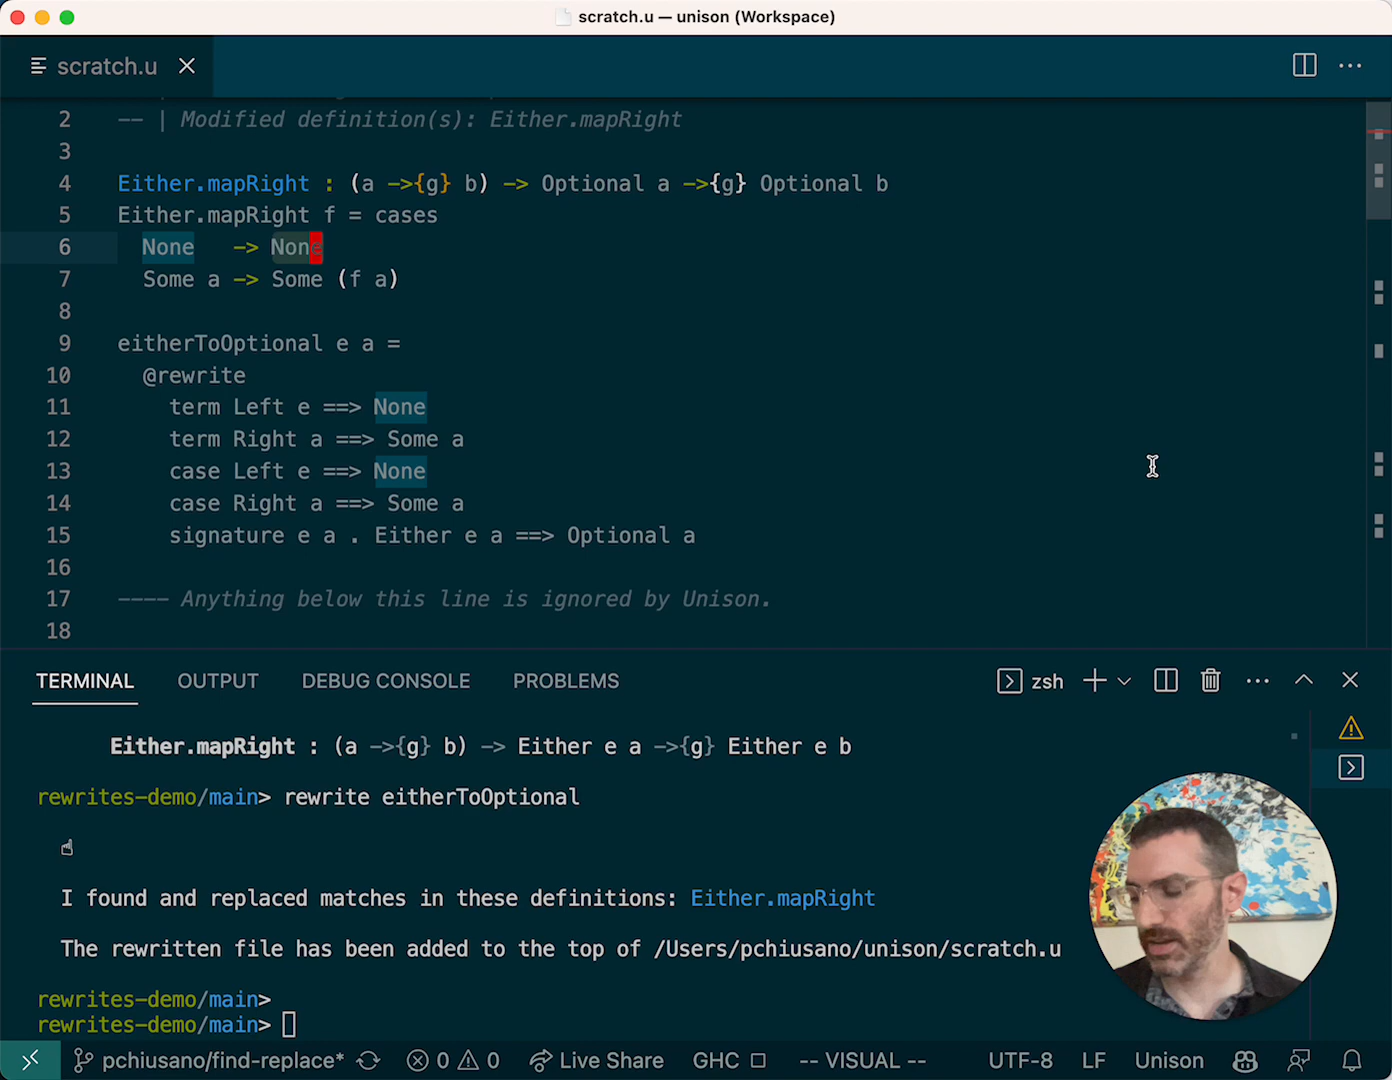 scratch.u — unison (Workspace)
scratch.u
2 -- | Modified definition(s): Either.mapRight
3
4 Either.mapRight : (a ->{g} b) -> Optional a ->{g} Optional b
5 Either.mapRight f = cases
6 None -> None
7 Some a -> Some (f a)
8
9 eitherToOptional e a =
10 @rewrite
11 term Left e ==> None
12 term Right a ==> Some a
13 case Left e ==> None
14 case Right a ==> Some a
15 signature e a . Either e a ==> Optional a
16
17 ---- Anything below this line is ignored by Unison.
18
TERMINAL OUTPUT DEBUG CONSOLE PROBLEMS zsh
Either.mapRight : (a ->{g} b) -> Either e a ->{g} Either e b
rewrites-demo/main> rewrite eitherToOptional
I found and replaced matches in these definitions: Either.mapRight
The rewritten file has been added to the top of /Users/pchiusano/unison/scratch.u
rewrites-demo/main>
rewrites-demo/main>
pchiusano/find-replace* 0 0 Live Share GHC -- VISUAL -- UTF-8 LF Unison